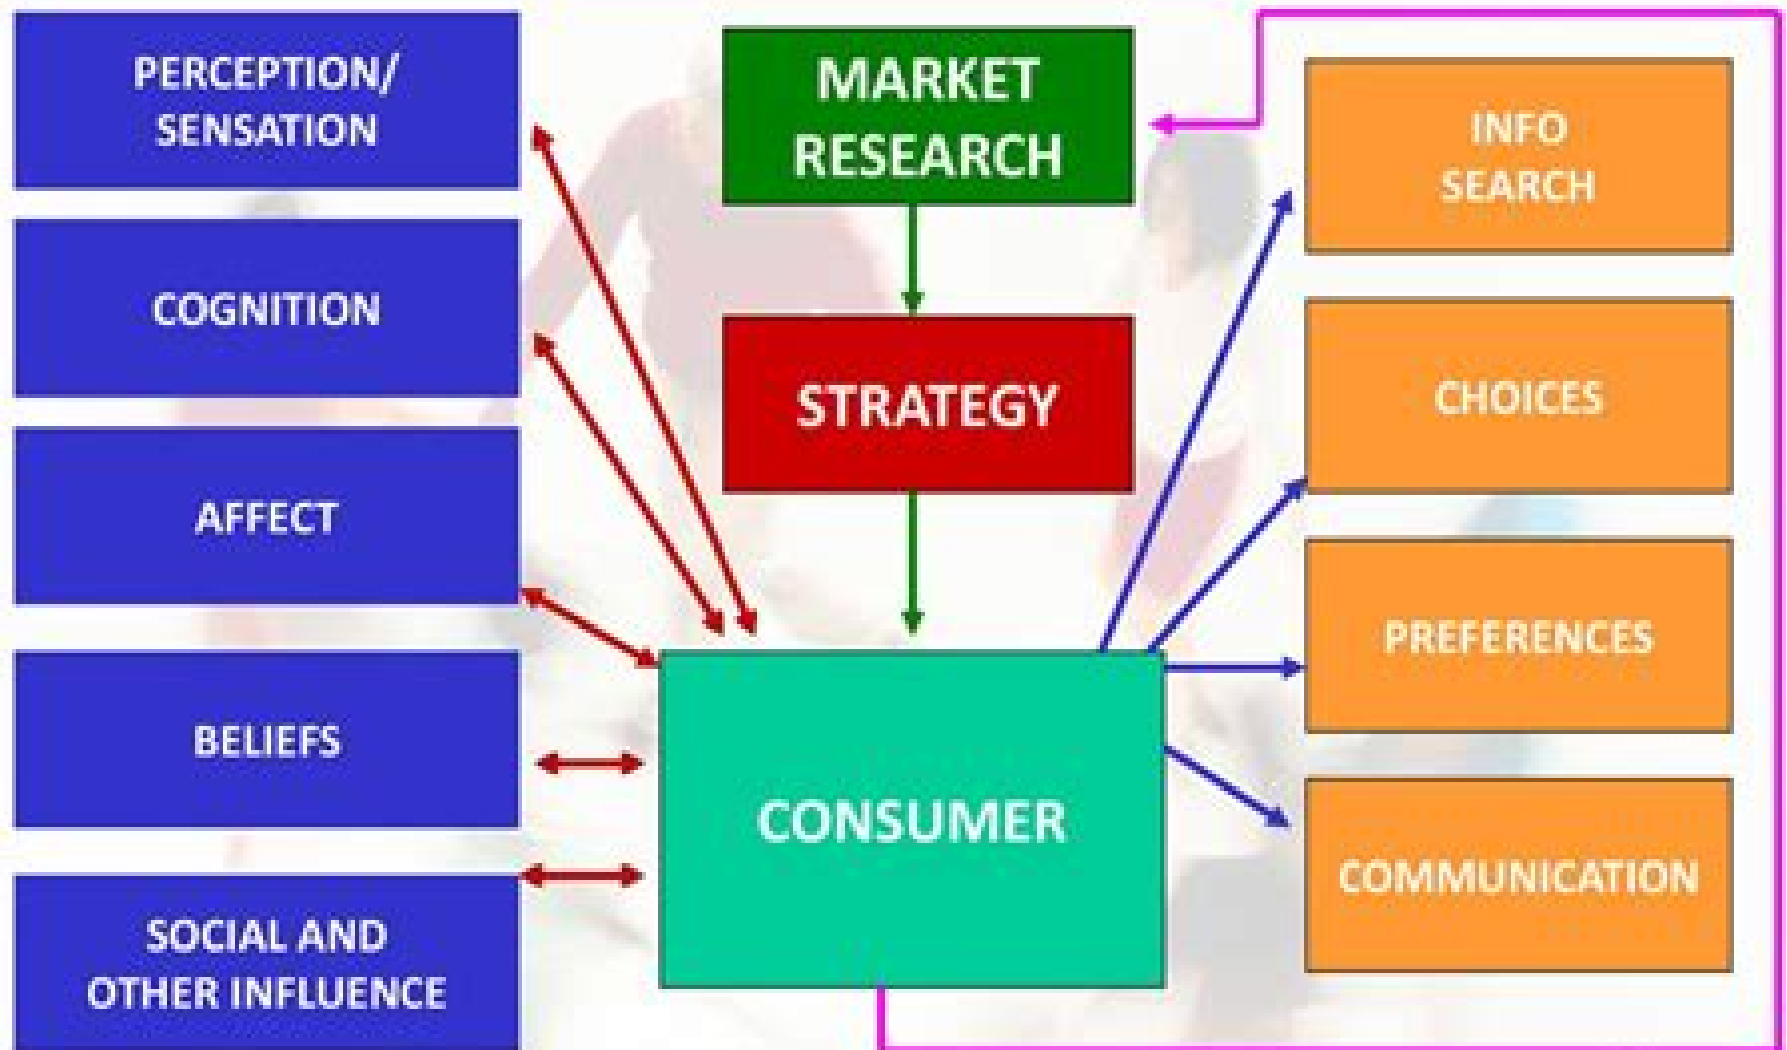 PERCEPTION/
SENSATION
COGNITION
AFFECT
BELIEFS
SOCIAL AND
OTHER INFLUENCE
MARKET
RESEARCH
STRATEGY
CONSUMER
INFO
SEARCH
CHOICES
PREFERENCES
COMMUNICATION